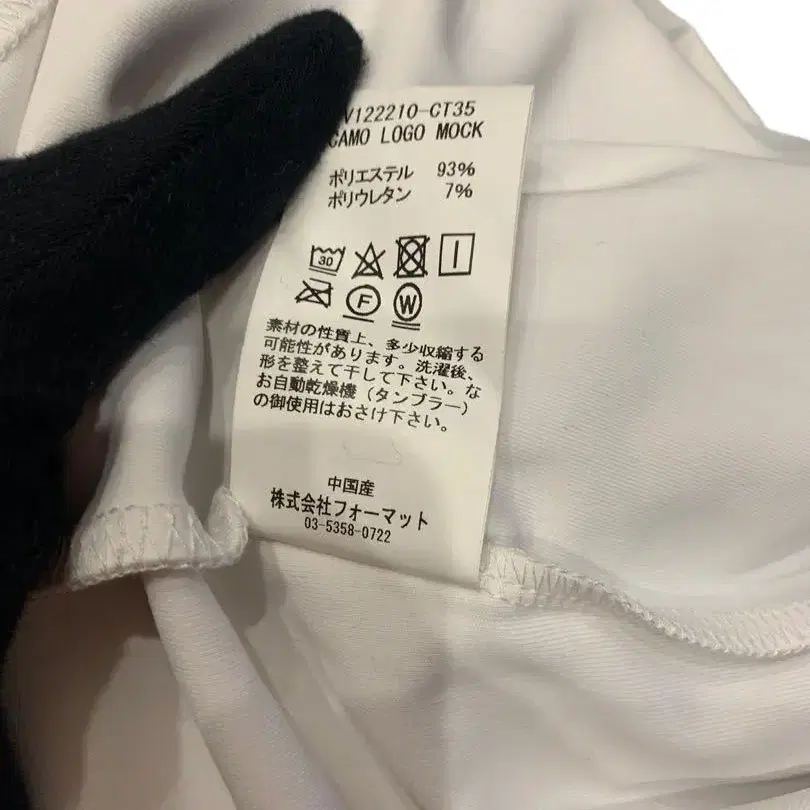 V122210-CT35
CAMO LOGO MOCK
ポリエステル 93%
ポリウレタン 7%
30
F W
素材の性質上、多少収縮する
可能性があります。洗濯後、
形を整えて干して下さい。な
お自動乾燥機（タンブラー）
の御使用はおさけ下さい。
中国産
株式会社フォーマット
03-5358-0722